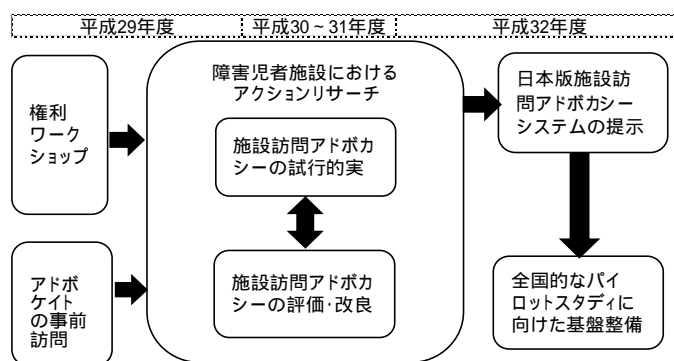 平成29年度 平成30~31年度 平成32年度
権利
ワーク
ショップ
アドボ
ケイト
の事前
訪問
障害児者施設における
アクションリサーチ
施設訪問アドボカ
シーの試行的実
施設訪問アドボカ
シーの評価・改良
日本版施設訪
問アドボカシー
システムの提示
全国的なパイ
ロットスタディに
向けた基盤整備